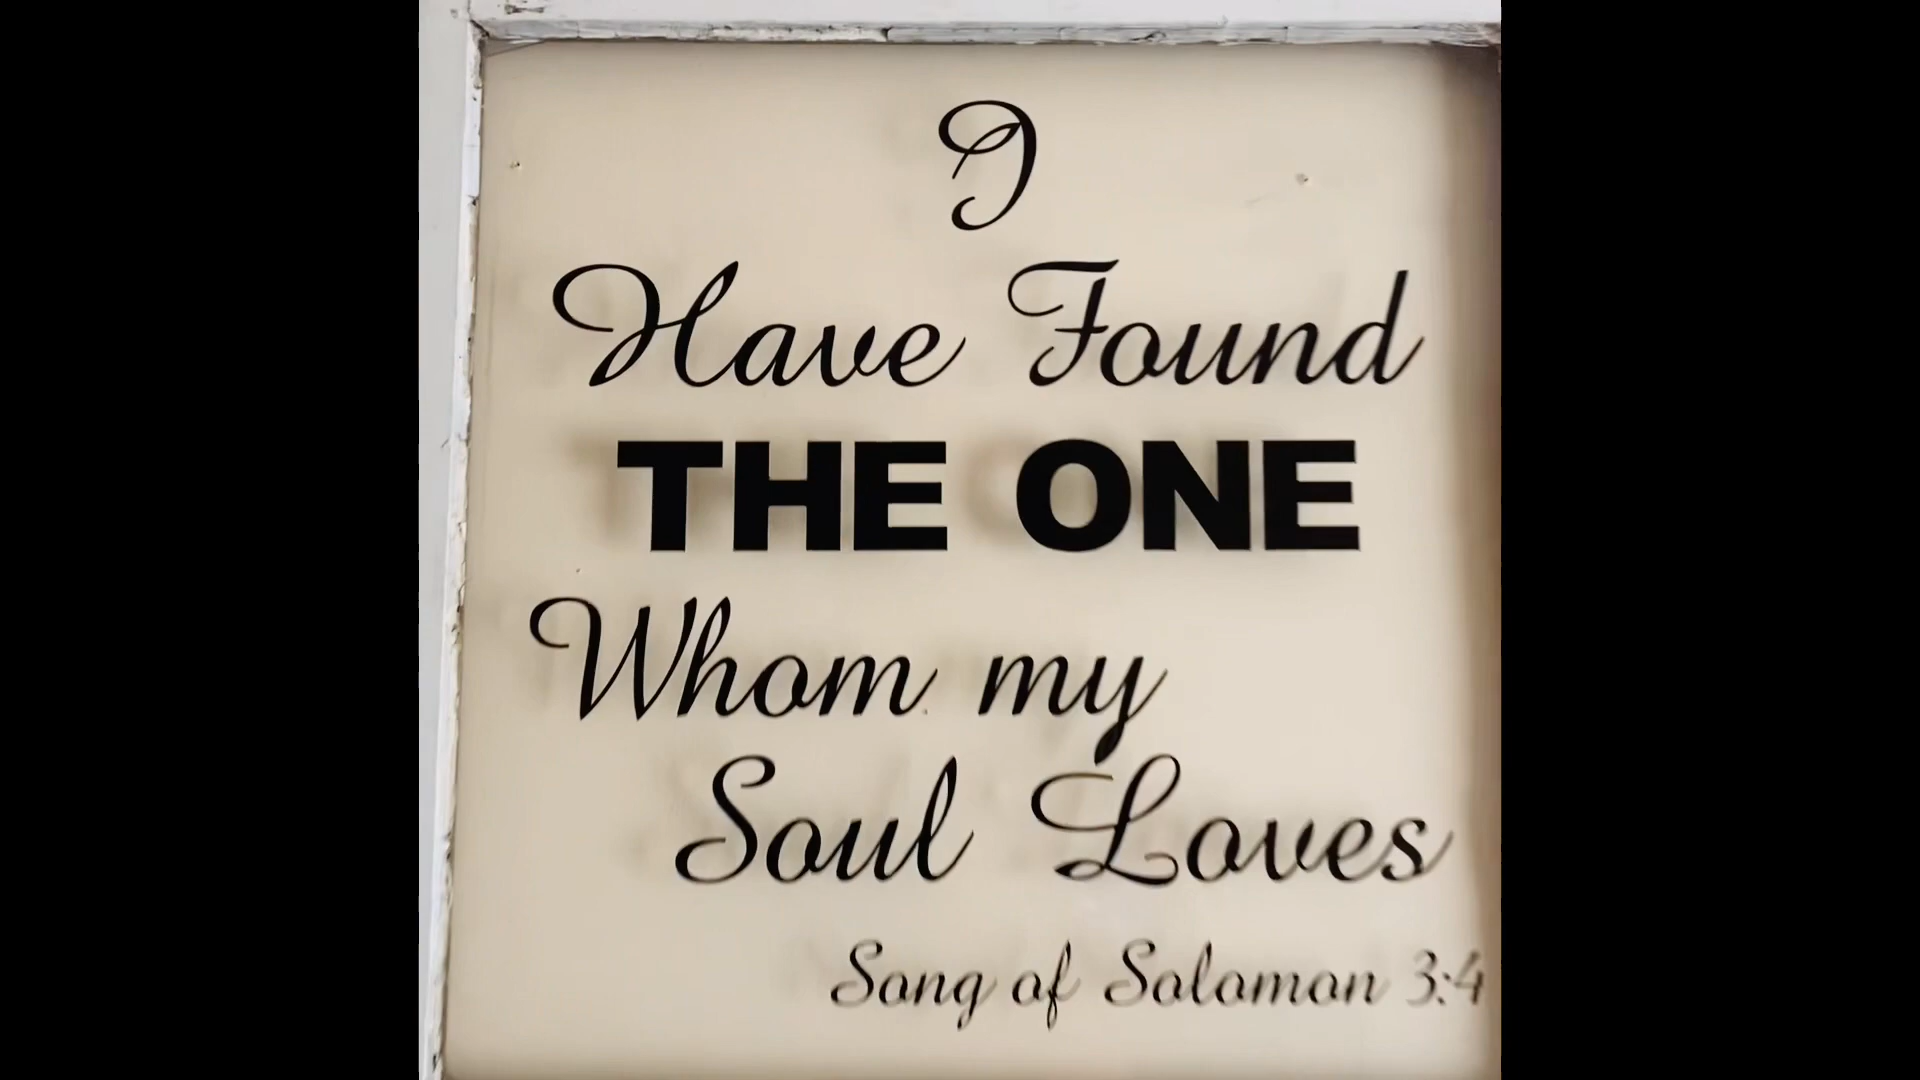 I
Have Found
THE ONE
Whom my
Soul Loves
Song of Solomon 3:4